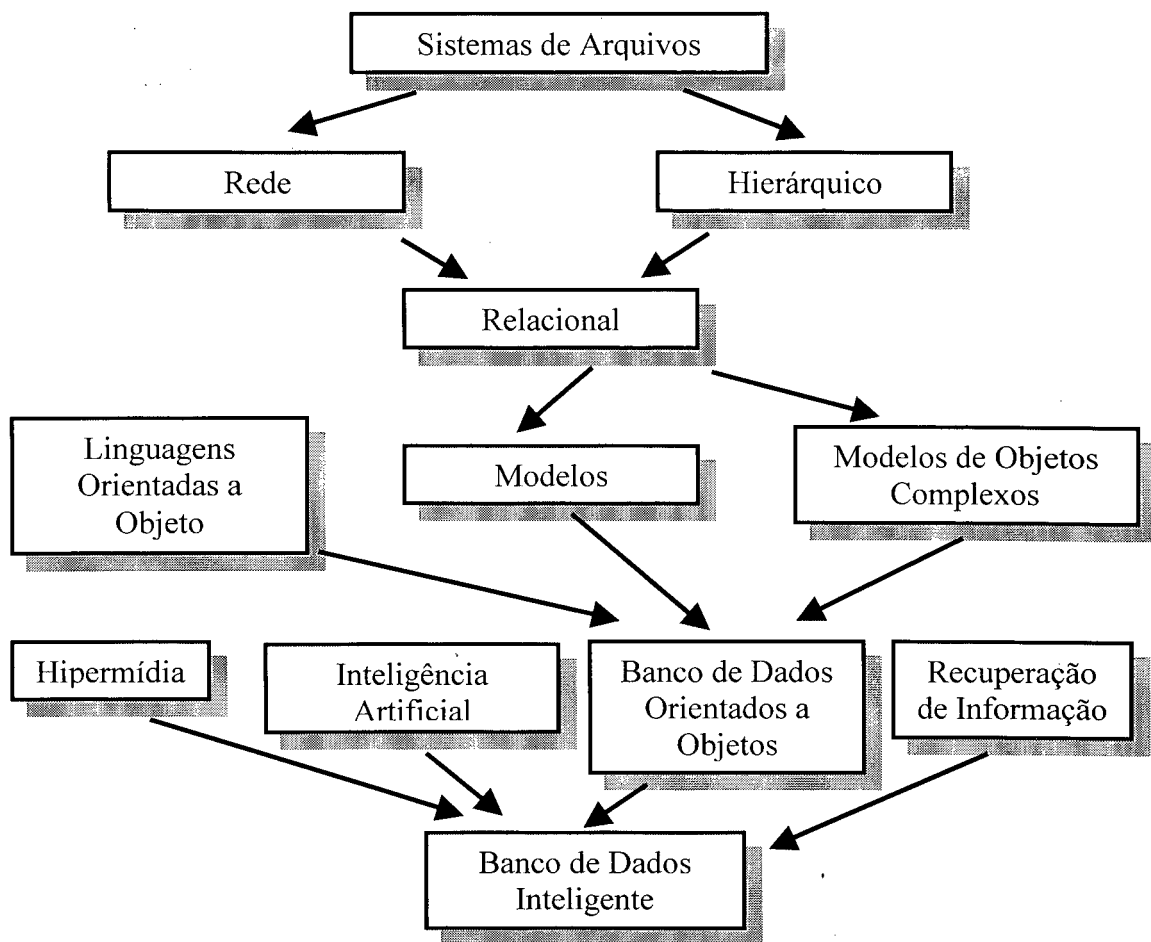 Sistemas de Arquivos
Rede
Hierárquico
Relacional
Linguagens
Orientadas a
Objeto
Modelos
Modelos de Objetos
Complexos
Hipermídia
Inteligência
Artificial
Banco de Dados
Orientados a
Objetos
Recuperação
de Informação
Banco de Dados
Inteligente